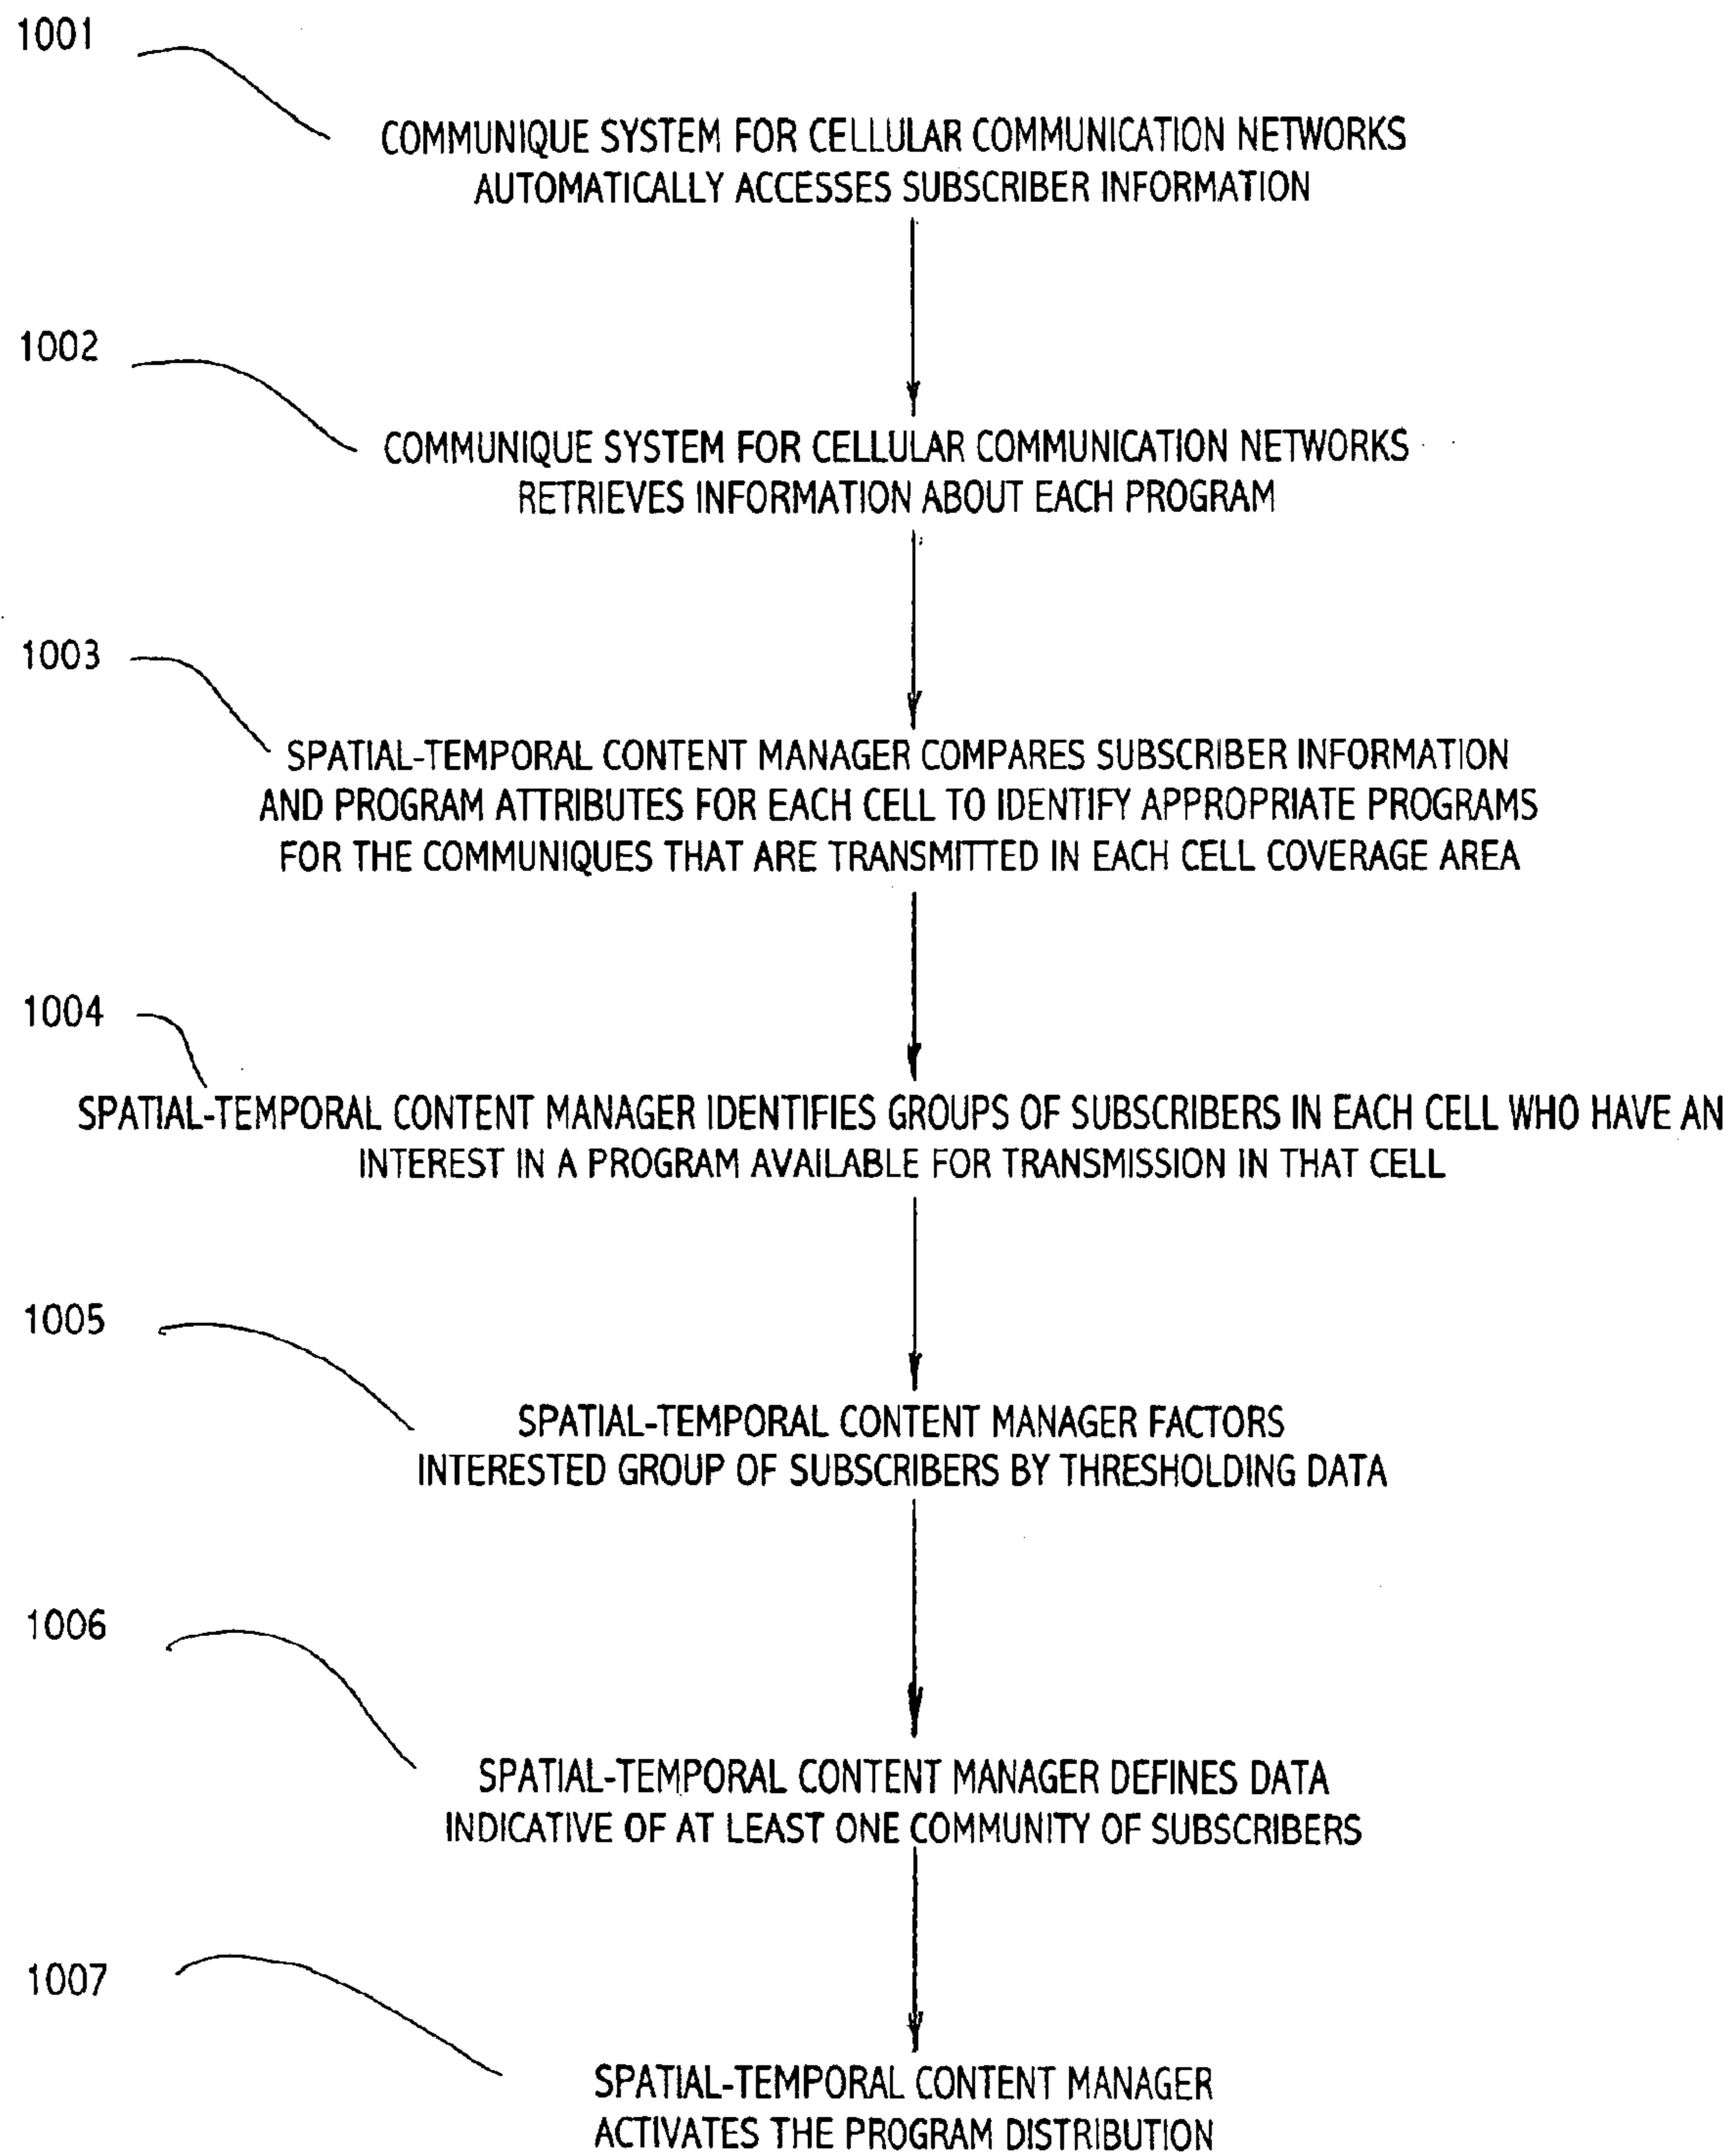 1001
COMMUNIQUE SYSTEM FOR CELLULAR COMMUNICATION NETWORKS
AUTOMATICALLY ACCESSES SUBSCRIBER INFORMATION
1002
COMMUNIQUE SYSTEM FOR CELLULAR COMMUNICATION NETWORKS
RETRIEVES INFORMATION ABOUT EACH PROGRAM
1003
SPATIAL-TEMPORAL CONTENT MANAGER COMPARES SUBSCRIBER INFORMATION
AND PROGRAM ATTRIBUTES FOR EACH CELL TO IDENTIFY APPROPRIATE PROGRAMS
FOR THE COMMUNIQUES THAT ARE TRANSMITTED IN EACH CELL COVERAGE AREA
1004
SPATIAL-TEMPORAL CONTENT MANAGER IDENTIFIES GROUPS OF SUBSCRIBERS IN EACH CELL WHO HAVE AN
INTEREST IN A PROGRAM AVAILABLE FOR TRANSMISSION IN THAT CELL
1005
SPATIAL-TEMPORAL CONTENT MANAGER FACTORS
INTERESTED GROUP OF SUBSCRIBERS BY THRESHOLDING DATA
1006
SPATIAL-TEMPORAL CONTENT MANAGER DEFINES DATA
INDICATIVE OF AT LEAST ONE COMMUNITY OF SUBSCRIBERS
1007
SPATIAL-TEMPORAL CONTENT MANAGER
ACTIVATES THE PROGRAM DISTRIBUTION